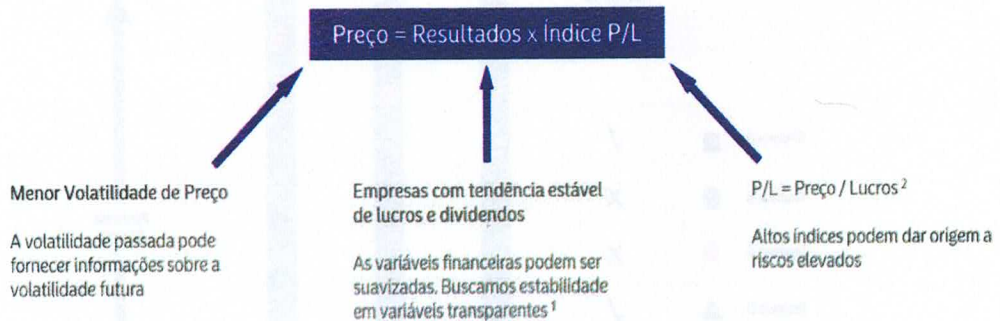 Preço = Resultados x Índice P/L
Menor Volatilidade de Preço
A volatilidade passada pode
fornecer informações sobre a
volatilidade futura
Empresas com tendência estável
de lucros e dividendos
As variáveis financeiras podem ser
suavizadas. Buscamos estabilidade
em variáveis transparentes ¹
P/L = Preço / Lucros ²
Altos índices podem dar origem a
riscos elevados